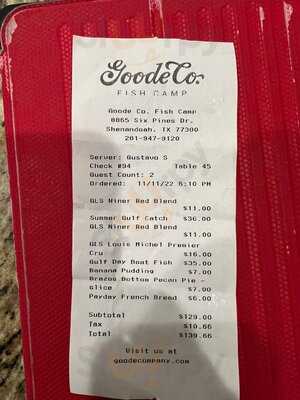 Goode Co.
FISH CAMP
Goode Co. Fish Camp
8865 Six Pines Dr.
Shenandoah, TX 77380
281-947-9120
Server: Gustavo S
Check #94 Table 45
Guest Count: 2
Ordered: 11/11/22 6:10 PM
GLS Niner Red Blend
$11.00
Summer Gulf Catch $36.00
GLS Niner Red Blend
$11.00
GLS Louis Michel Premier
Cru $16.00
Gulf Day Boat Fish $35.00
Banana Pudding $7.00
Brazos Bottom Pecan Pie -
slice $7.00
Payday French Bread $6.00
Subtotal $129.00
Tax $10.66
Total $139.66
Visit us at
goodecompany.com